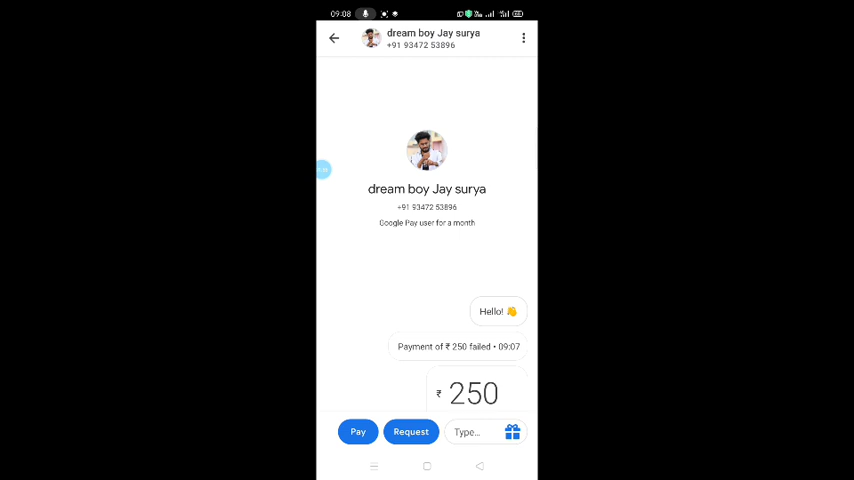 09:08
dream boy Jay surya
+91 93472 53896
dream boy Jay surya
+91 93472 53896
Google Pay user for a month
Hello! 👋
Payment of ₹ 250 failed • 09:07
₹ 250
Pay
Request
Type...